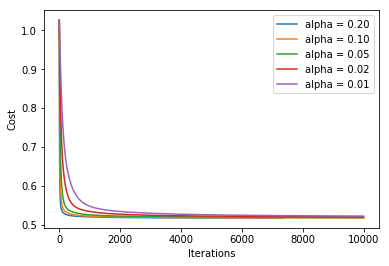 1.0
0.9
0.8
0.7
0.6
0.5
Cost
0 2000 4000 6000 8000 10000
Iterations
alpha = 0.20
alpha = 0.10
alpha = 0.05
alpha = 0.02
alpha = 0.01